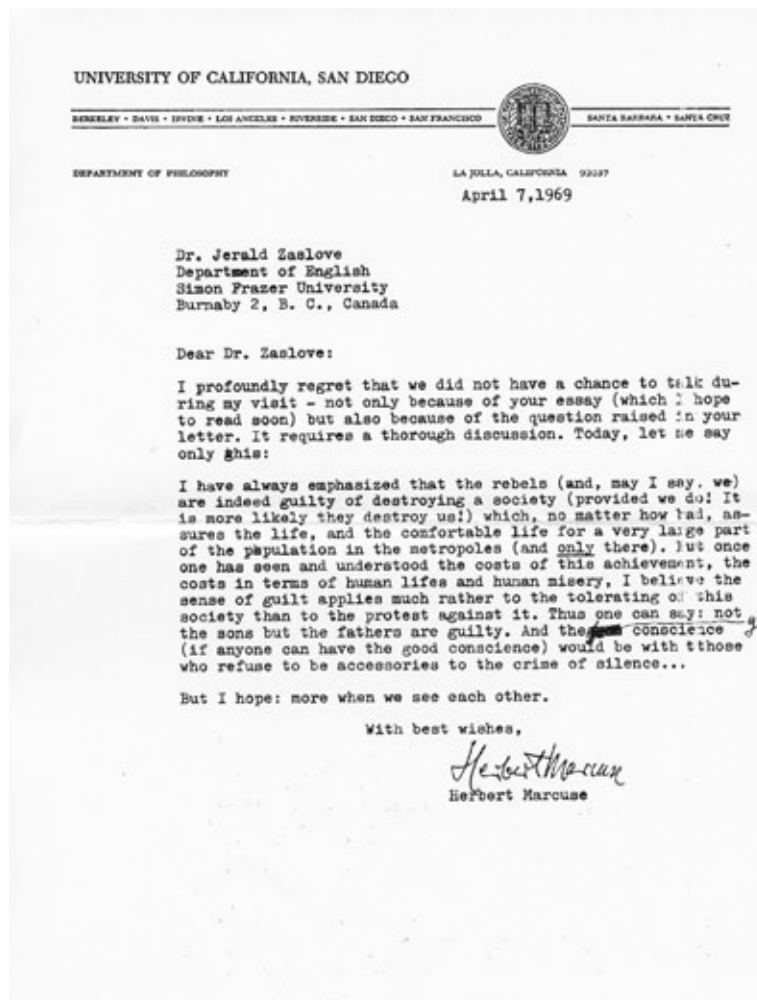 UNIVERSITY OF CALIFORNIA, SAN DIEGO
BERKELEY • DAVIS • IRVINE • LOS ANGELES • RIVERSIDE • SAN DIEGO • SAN FRANCISCO SANTA BARBARA • SANTA CRUZ
DEPARTMENT OF PHILOSOPHY LA JOLLA, CALIFORNIA 92037
April 7,1969
Dr. Jerald Zaslove
Department of English
Simon Frazer University
Burnaby 2, B. C., Canada
Dear Dr. Zaslove:
I profoundly regret that we did not have a chance to talk du-
ring my visit - not only because of your essay (which I hope
to read soon) but also because of the question raised in your
letter. It requires a thorough discussion. Today, let me say
only this:
I have always emphasized that the rebels (and, may I say, we)
are indeed guilty of destroying a society (provided we do! It
is more likely they destroy us!) which, no matter how bad, as-
sures the life, and the comfortable life for a very large part
of the population in the metropoles (and only there). But once
one has seen and understood the costs of this achievement, the
costs in terms of human lifes and human misery, I believe the
sense of guilt applies much rather to the tolerating of this
society than to the protest against it. Thus one can say: not
the sons but the fathers are guilty. And the conscience
(if anyone can have the good conscience) would be with tthose
who refuse to be accessories to the crime of silence...
But I hope: more when we see each other.
With best wishes,
Herbert Marcuse
Herbert Marcuse